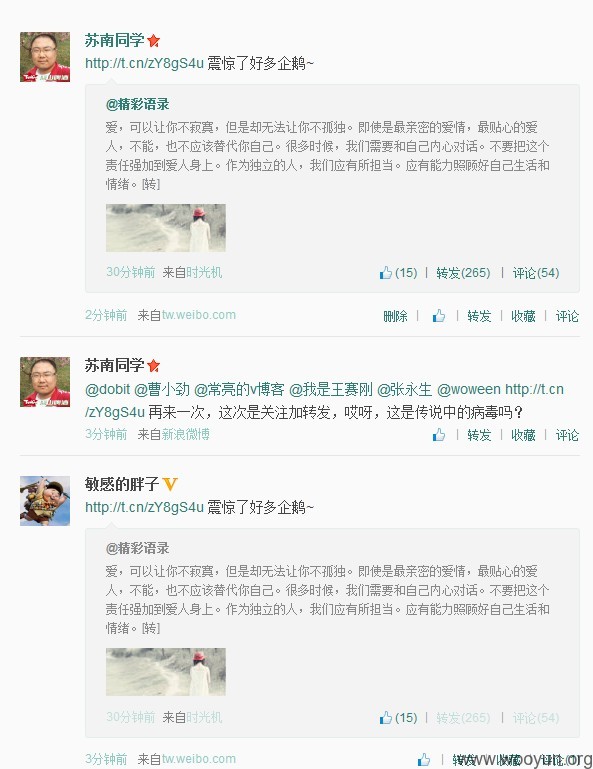 苏南同学
http://t.cn/zY8gS4u 震惊了好多企鹅~
@精彩语录
爱，可以让你不寂寞，但是却无法让你不孤独。即使是最亲密的爱情，最贴心的爱
人，不能，也不应该替代你自己。很多时候，我们需要和自己内心对话。不要把这个
责任强加到爱人身上。作为独立的人，我们应有所担当。应有能力照顾好自己生活和
情绪。[转]
30分钟前 来自时光机 (15) | 转发(265) | 评论(54)
2分钟前 来自tw.weibo.com 删除 | | 转发 | 收藏 | 评论
苏南同学
@dobit @曹小劲 @常亮的v博客 @我是王赛刚 @张永生 @woween http://t.cn
/zY8gS4u 再来一次，这次是关注加转发，哎呀，这是传说中的病毒吗？
3分钟前 来自新浪微博 | 转发 | 收藏 | 评论
敏感的胖子
http://t.cn/zY8gS4u 震惊了好多企鹅~
@精彩语录
爱，可以让你不寂寞，但是却无法让你不孤独。即使是最亲密的爱情，最贴心的爱
人，不能，也不应该替代你自己。很多时候，我们需要和自己内心对话。不要把这个
责任强加到爱人身上。作为独立的人，我们应有所担当。应有能力照顾好自己生活和
情绪。[转]
30分钟前 来自时光机 (15) | 转发(265) | 评论(54)
3分钟前 来自tw.weibo.com | 转发 | 收藏 | 评论
www.wooyun.org